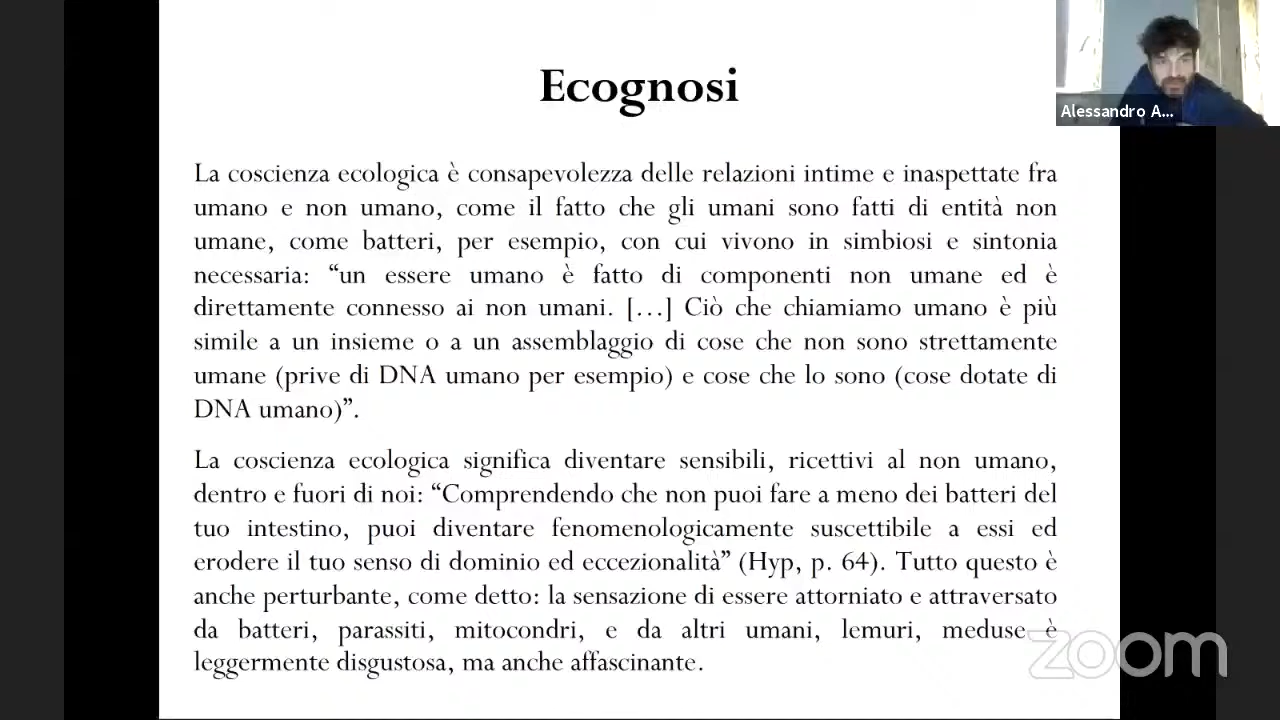 Ecognosi
Alessandro A...
La coscienza ecologica è consapevolezza delle relazioni intime e inaspettate fra
umano e non umano, come il fatto che gli umani sono fatti di entità non
umane, come batteri, per esempio, con cui vivono in simbiosi e sintonia
necessaria: “un essere umano è fatto di componenti non umane ed è
direttamente connesso ai non umani. […] Ciò che chiamiamo umano è più
simile a un insieme o a un assemblaggio di cose che non sono strettamente
umane (prive di DNA umano per esempio) e cose che lo sono (cose dotate di
DNA umano)”.
La coscienza ecologica significa diventare sensibili, ricettivi al non umano,
dentro e fuori di noi: “Comprendendo che non puoi fare a meno dei batteri del
tuo intestino, puoi diventare fenomenologicamente suscettibile a essi ed
erodere il tuo senso di dominio ed eccezionalità” (Hyp, p. 64). Tutto questo è
anche perturbante, come detto: la sensazione di essere attorniato e attraversato
da batteri, parassiti, mitocondri, e da altri umani, lemuri, meduse è
leggermente disgustosa, ma anche affascinante.
zoom